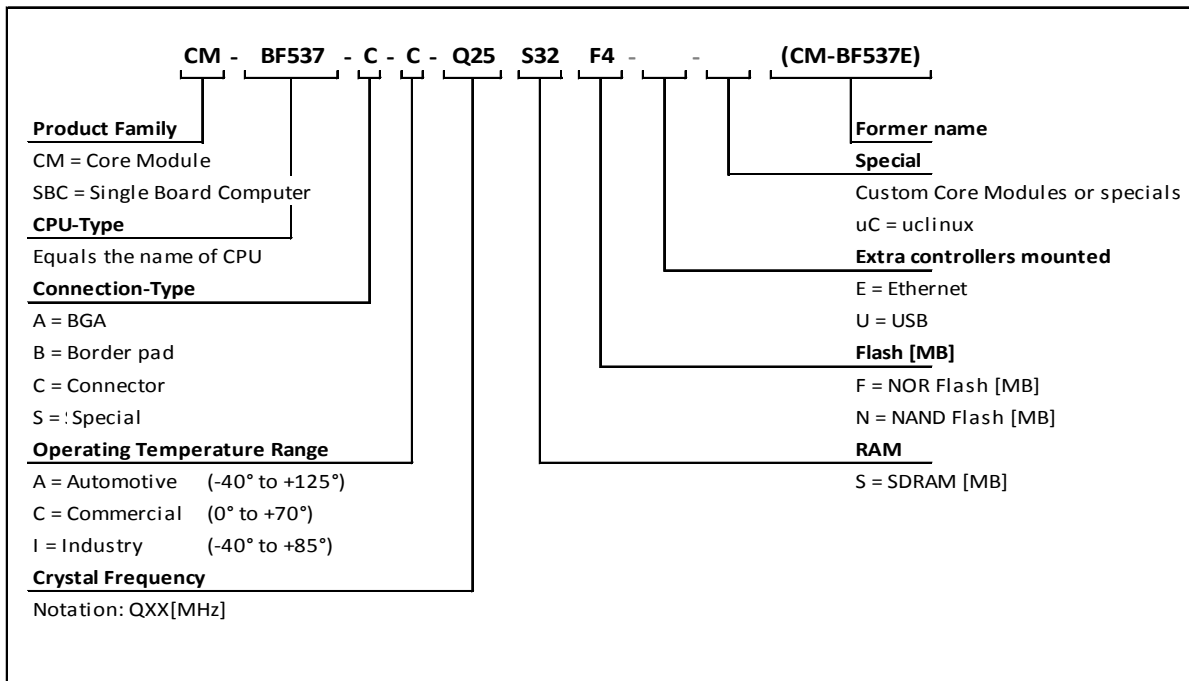 CM - BF537 - C - C - Q25 S32 F4 - - (CM-BF537E)
Product Family
CM = Core Module
SBC = Single Board Computer
CPU-Type
Equals the name of CPU
Connection-Type
A = BGA
B = Border pad
C = Connector
S = Special
Operating Temperature Range
A = Automotive (-40° to +125°)
C = Commercial (0° to +70°)
I = Industry (-40° to +85°)
Crystal Frequency
Notation: QXX[MHz]
Former name
Special
Custom Core Modules or specials
uC = uclinux
Extra controllers mounted
E = Ethernet
U = USB
Flash [MB]
F = NOR Flash [MB]
N = NAND Flash [MB]
RAM
S = SDRAM [MB]